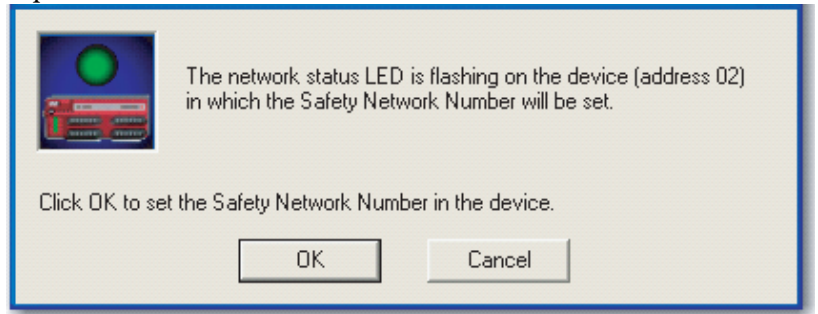 The network status LED is flashing on the device (address 02)
in which the Safety Network Number will be set.
Click OK to set the Safety Network Number in the device.
OK
Cancel